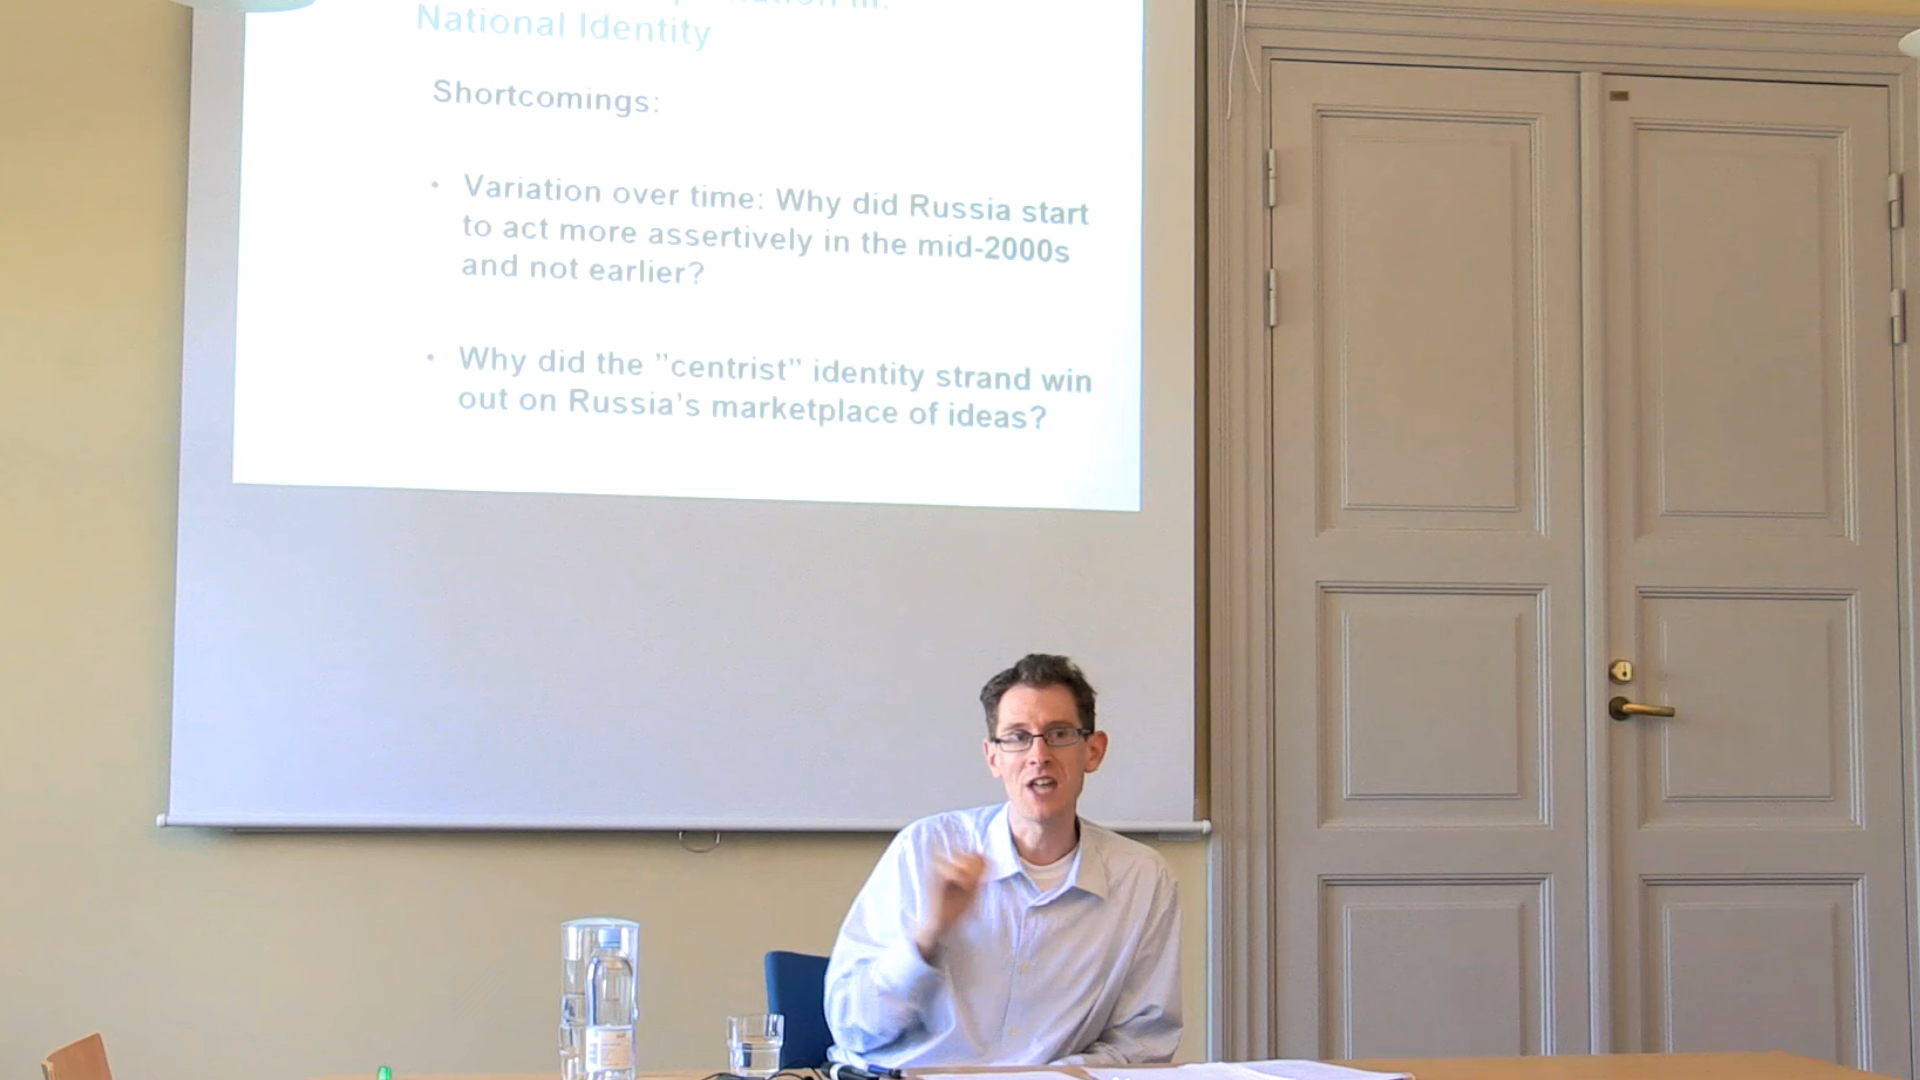 National Identity
Shortcomings:
• Variation over time: Why did Russia start
to act more assertively in the mid-2000s
and not earlier?
• Why did the "centrist" identity strand win
out on Russia's marketplace of ideas?